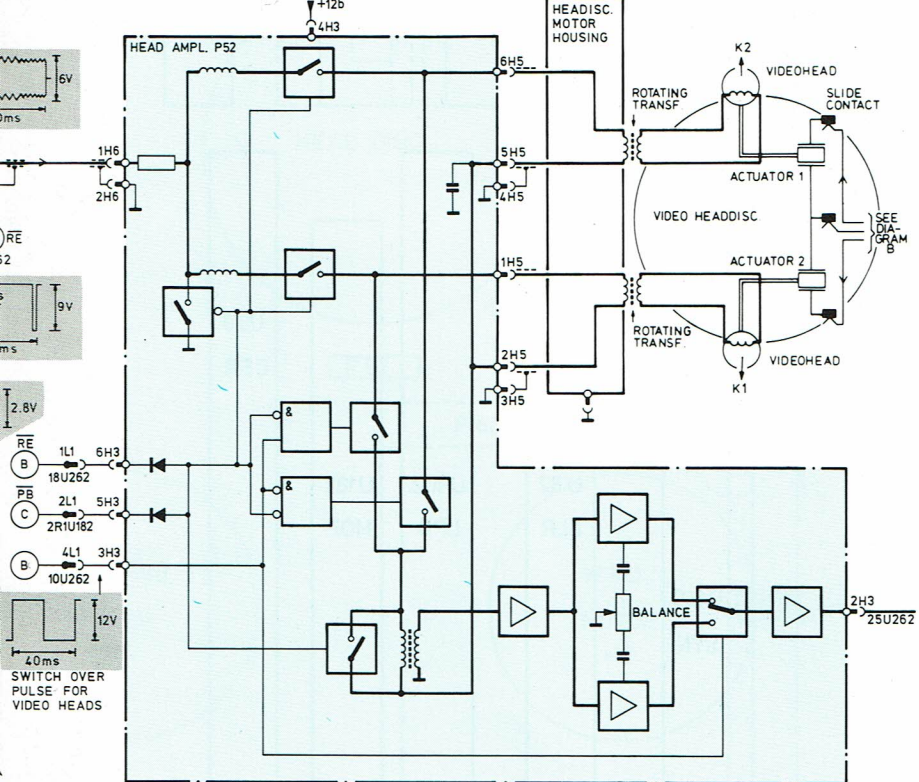 +12b
4H3
HEADISC.
MOTOR
HOUSING
HEAD AMPL. P52
6V
0ms
6H5
K2
VIDEOHEAD
ROTATING
TRANSF.
SLIDE
CONTACT
1H6
2H6
5H5
4H5
ACTUATOR 1
RE
62
VIDEO HEADDISC
SEE
DIA-
GRAM
B
1H5
ACTUATOR 2
9V
ms
ROTATING
TRANSF.
2H5
3H5
VIDEOHEAD
K1
2.8V
&
RE
B
1L1
18U262
6H3
&
PB
C
2L1
2R1U182
5H3
B
4L1
10U262
3H3
12V
40ms
BALANCE
2H3
25U262
SWITCH OVER
PULSE FOR
VIDEO HEADS